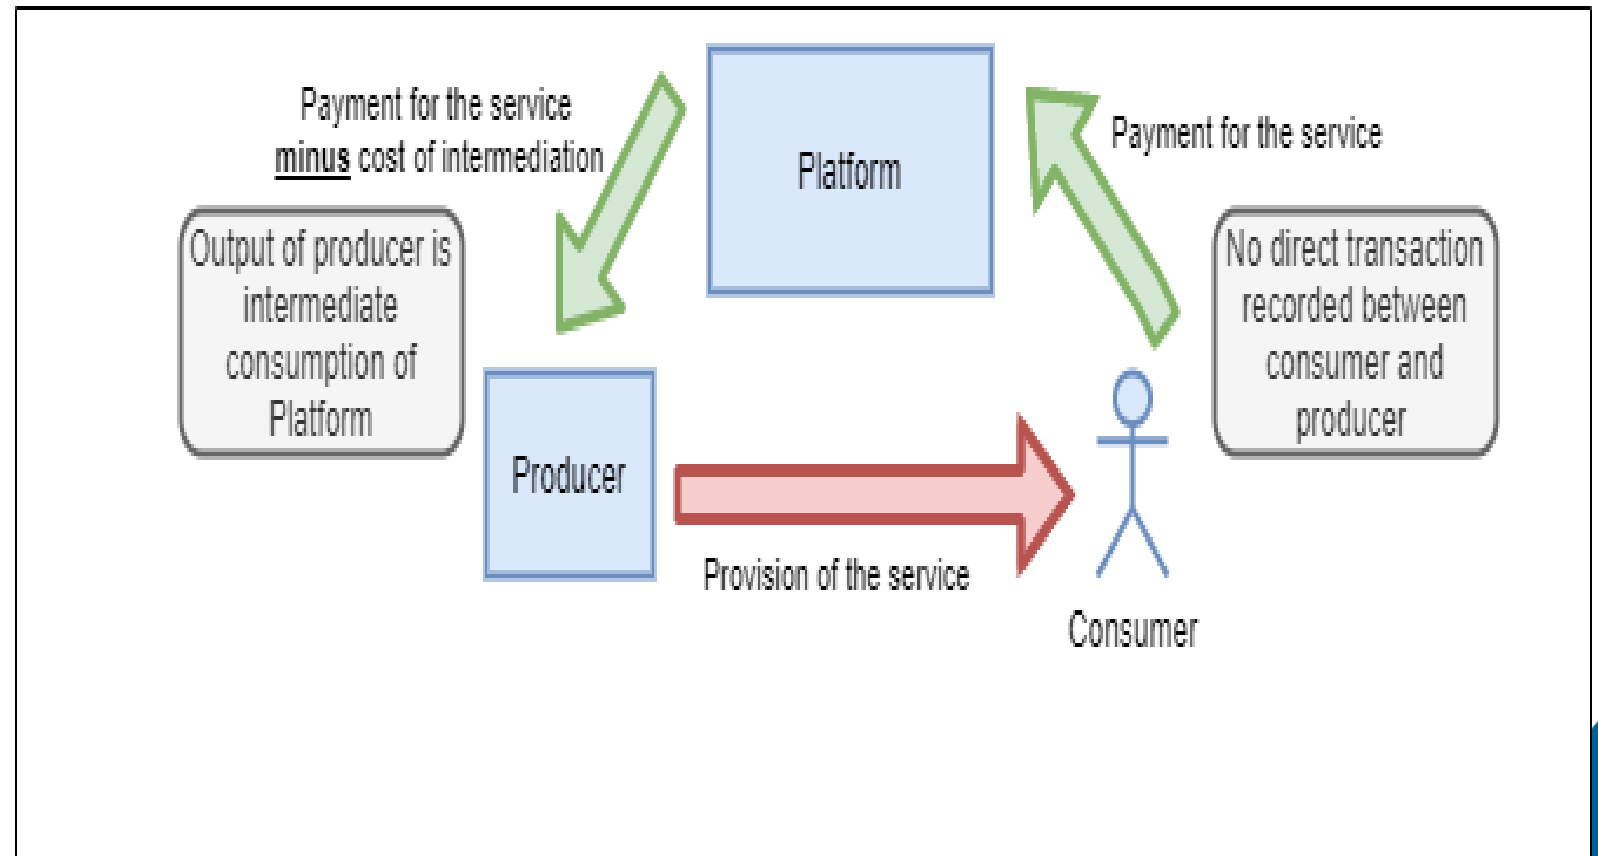 Payment for the service
minus cost of intermediation
Platform
Payment for the service
Output of producer is
intermediate
consumption of
Platform
No direct transaction
recorded between
consumer and
producer
Producer
Provision of the service
Consumer